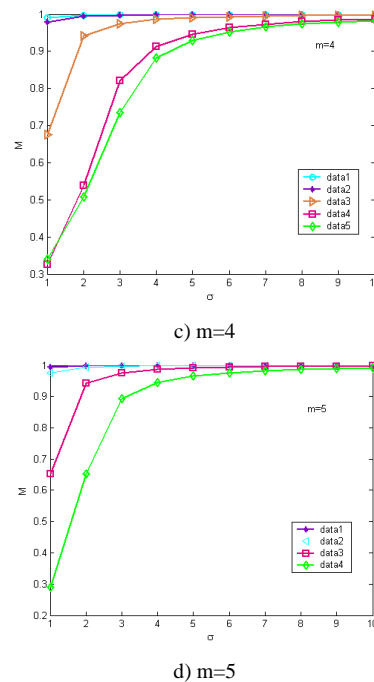 1
0.9
0.8
0.7
0.6
0.5
0.4
0.3
M
m=4
data1
data2
data3
data4
data5
1 2 3 4 5 6 7 8 9 1
σ
c) m=4
1
0.9
0.8
0.7
0.6
0.5
0.4
0.3
0.2
M
m=5
data1
data2
data3
data4
1 2 3 4 5 6 7 8 9 10
σ
d) m=5